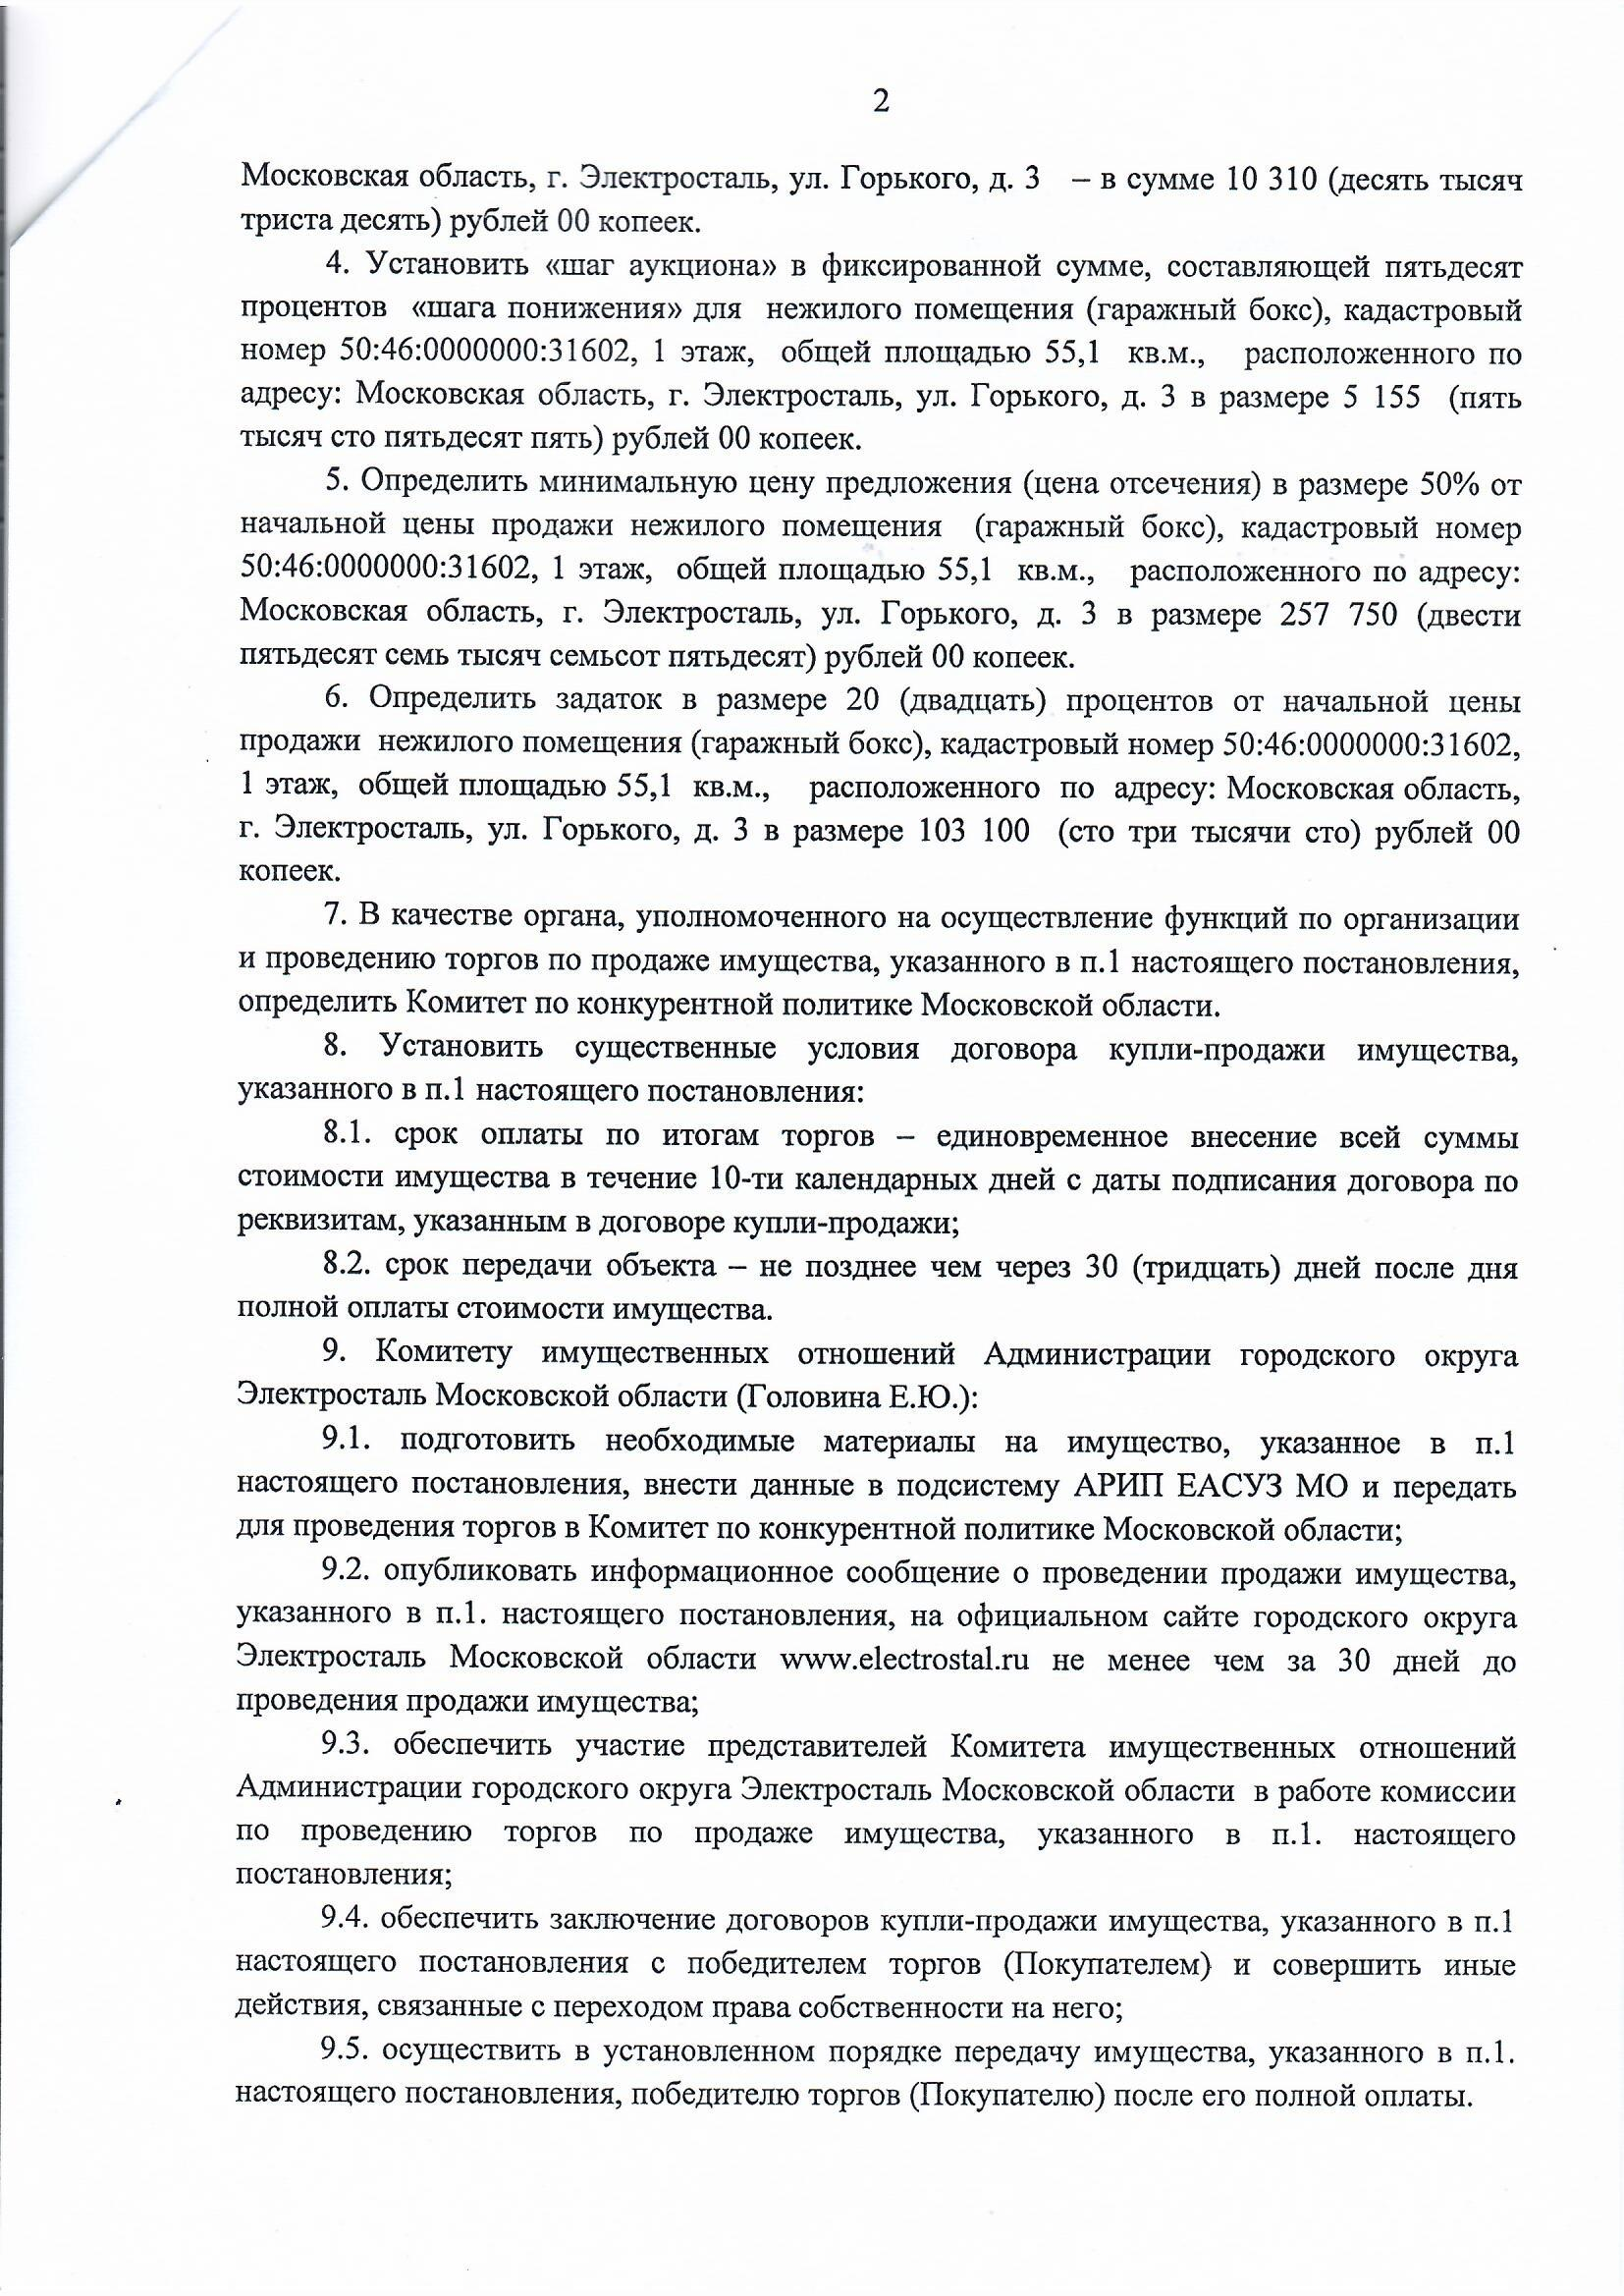 2
Московская область, г. Электросталь, ул. Горького, д. 3 – в сумме 10 310 (десять тысяч
триста десять) рублей 00 копеек.
4. Установить «шаг аукциона» в фиксированной сумме, составляющей пятьдесят
процентов «шага понижения» для нежилого помещения (гаражный бокс), кадастровый
номер 50:46:0000000:31602, 1 этаж, общей площадью 55,1 кв.м., расположенного по
адресу: Московская область, г. Электросталь, ул. Горького, д. 3 в размере 5 155 (пять
тысяч сто пятьдесят пять) рублей 00 копеек.
5. Определить минимальную цену предложения (цена отсечения) в размере 50% от
начальной цены продажи нежилого помещения (гаражный бокс), кадастровый номер
50:46:0000000:31602, 1 этаж, общей площадью 55,1 кв.м., расположенного по адресу:
Московская область, г. Электросталь, ул. Горького, д. 3 в размере 257 750 (двести
пятьдесят семь тысяч семьсот пятьдесят) рублей 00 копеек.
6. Определить задаток в размере 20 (двадцать) процентов от начальной цены
продажи нежилого помещения (гаражный бокс), кадастровый номер 50:46:0000000:31602,
1 этаж, общей площадью 55,1 кв.м., расположенного по адресу: Московская область,
г. Электросталь, ул. Горького, д. 3 в размере 103 100 (сто три тысячи сто) рублей 00
копеек.
7. В качестве органа, уполномоченного на осуществление функций по организации
и проведению торгов по продаже имущества, указанного в п.1 настоящего постановления,
определить Комитет по конкурентной политике Московской области.
8. Установить существенные условия договора купли-продажи имущества,
указанного в п.1 настоящего постановления:
8.1. срок оплаты по итогам торгов – единовременное внесение всей суммы
стоимости имущества в течение 10-ти календарных дней с даты подписания договора по
реквизитам, указанным в договоре купли-продажи;
8.2. срок передачи объекта – не позднее чем через 30 (тридцать) дней после дня
полной оплаты стоимости имущества.
9. Комитету имущественных отношений Администрации городского округа
Электросталь Московской области (Головина Е.Ю.):
9.1. подготовить необходимые материалы на имущество, указанное в п.1
настоящего постановления, внести данные в подсистему АРИП ЕАСУЗ МО и передать
для проведения торгов в Комитет по конкурентной политике Московской области;
9.2. опубликовать информационное сообщение о проведении продажи имущества,
указанного в п.1. настоящего постановления, на официальном сайте городского округа
Электросталь Московской области www.electrostal.ru не менее чем за 30 дней до
проведения продажи имущества;
9.3. обеспечить участие представителей Комитета имущественных отношений
Администрации городского округа Электросталь Московской области в работе комиссии
по проведению торгов по продаже имущества, указанного в п.1. настоящего
постановления;
9.4. обеспечить заключение договоров купли-продажи имущества, указанного в п.1
настоящего постановления с победителем торгов (Покупателем) и совершить иные
действия, связанные с переходом права собственности на него;
9.5. осуществить в установленном порядке передачу имущества, указанного в п.1.
настоящего постановления, победителю торгов (Покупателю) после его полной оплаты.